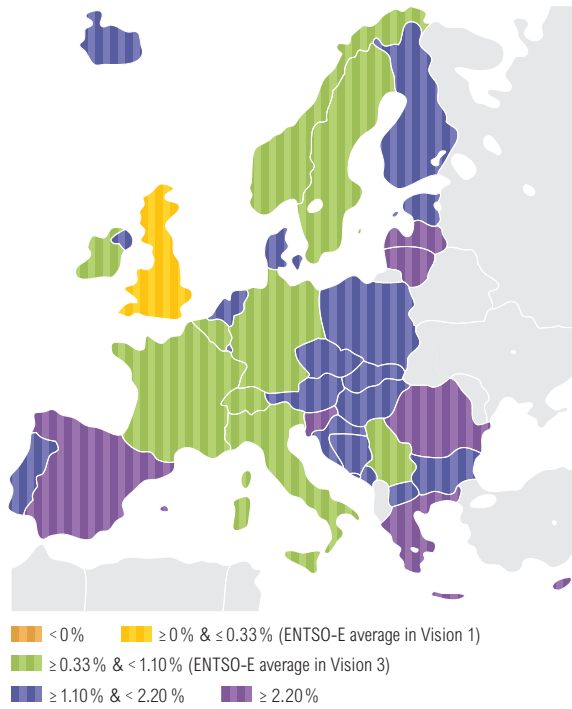 < 0 % ≥ 0 % & ≤ 0.33 % (ENTSO-E average in Vision 1)
≥ 0.33 % & < 1.10 % (ENTSO-E average in Vision 3)
≥ 1.10 % & < 2.20 % ≥ 2.20 %